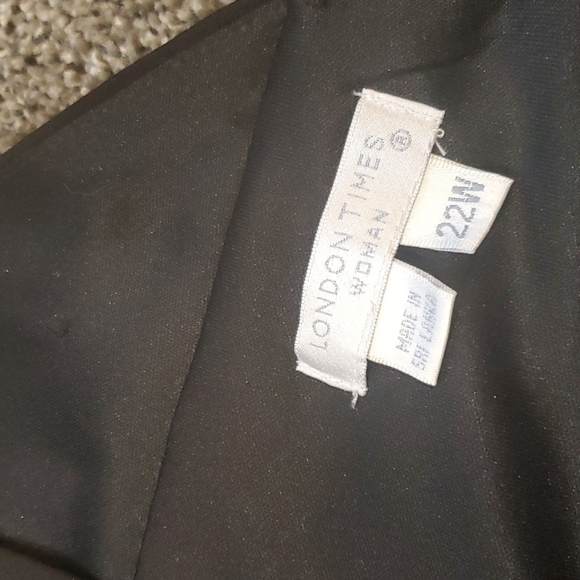 LONDON TIMES ®
WOMAN
22W
MADE IN
SRI LANKA